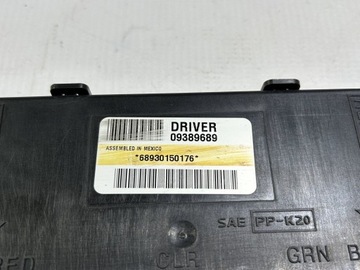 DRIVER
09389689
ASSEMBLED IN MEXICO
*68930150176*
SAE PP-K20
CLR GRN B